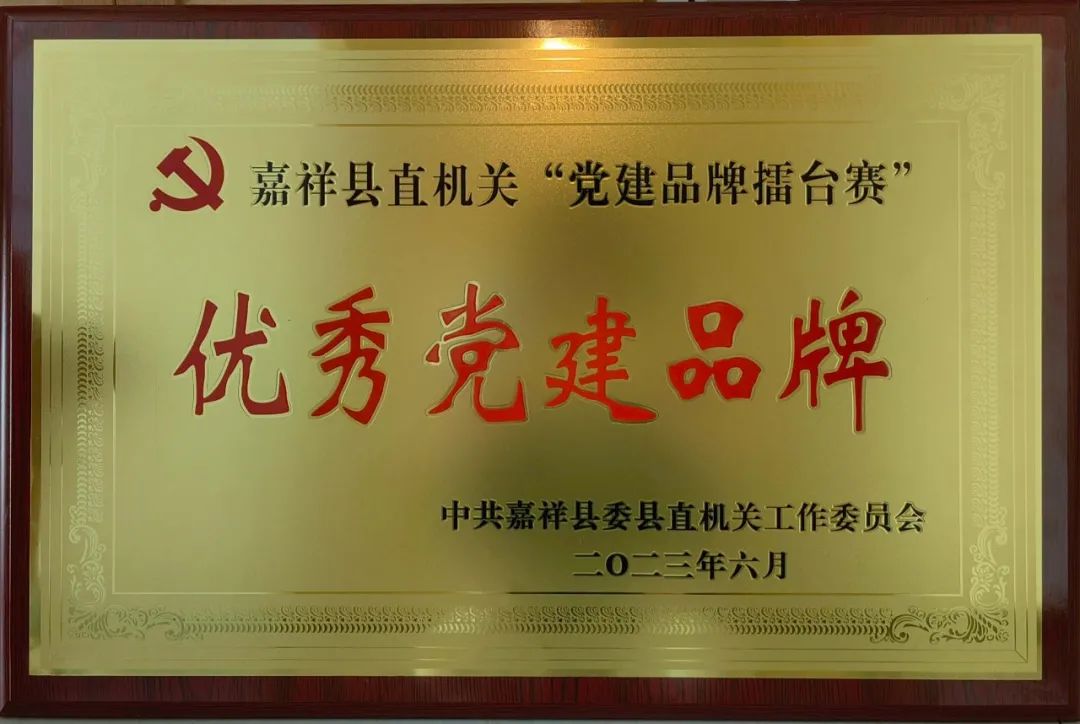 嘉祥县直机关“党建品牌擂台赛”
优秀党建品牌
中共嘉祥县委县直机关工作委员会
二〇二三年六月